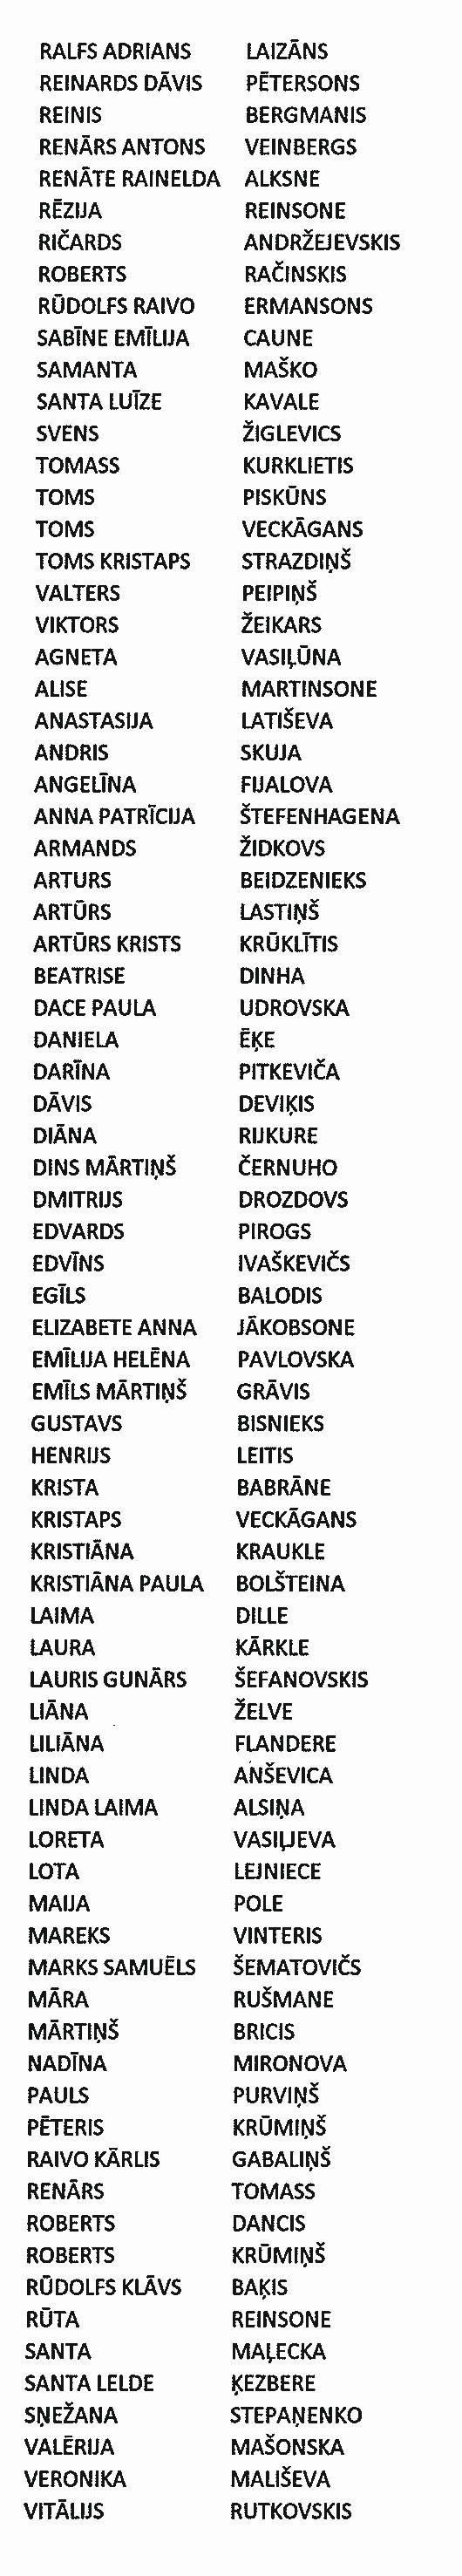 RALFS ADRIANS LAIZĀNS
REINARDS DĀVIS PĒTERSONS
REINIS BERGMANIS
RENĀRS ANTONS VEINBERGS
RENĀTE RAINELDA ALKSNE
RĒZIJA REINSONE
RIČARDS ANDRŽEJEVSKIS
ROBERTS RAČINSKIS
RŪDOLFS RAIVO ERMANSONS
SABĪNE EMĪLIJA CAUNE
SAMANTA MAŠKO
SANTA LUĪZE KAVALE
SVENS ŽIGLEVICS
TOMASS KURKLIETIS
TOMS PISKŪNS
TOMS VECKĀGANS
TOMS KRISTAPS STRAZDIŅŠ
VALTERS PEIPIŅŠ
VIKTORS ŽEIKARS
AGNETA VASIĻŪNA
ALISE MARTINSONE
ANASTASIJA LATIŠEVA
ANDRIS SKUJA
ANGELĪNA FIJALOVA
ANNA PATRĪCIJA ŠTEFENHAGENA
ARMANDS ŽIDKOVS
ARTURS BEIDZENIEKS
ARTŪRS LASTIŅŠ
ARTŪRS KRISTS KRŪKLĪTIS
BEATRISE DINHA
DACE PAULA UDROVSKA
DANIELA ĒĶE
DARĪNA PITKEVIČA
DĀVIS DEVIĶIS
DIĀNA RIJKURE
DINS MĀRTIŅŠ ČERNUHO
DMITRIJS DROZDOVS
EDVARDS PIROGS
EDVĪNS IVAŠKEVIČS
EGĪLS BALODIS
ELIZABETE ANNA JĀKOBSONE
EMĪLIJA HELĒNA PAVLOVSKA
EMĪLS MĀRTIŅŠ GRĀVIS
GUSTAVS BISNIEKS
HENRIJS LEITIS
KRISTA BABRĀNE
KRISTAPS VECKĀGANS
KRISTIĀNA KRAUKLE
KRISTIĀNA PAULA BOLŠTEINA
LAIMA DILLE
LAURA KĀRKLE
LAURIS GUNĀRS ŠEFANOVSKIS
LIĀNA ŽELVE
LILIĀNA FLANDERE
LINDA ANŠEVICA
LINDA LAIMA ALSIŅA
LORETA VASIĻJEVA
LOTA LEJNIECE
MAIJA POLE
MAREKS VINTERIS
MARKS SAMUĒLS ŠEMATOVIČS
MĀRA RUŠMANE
MĀRTIŅŠ BRICIS
NADĪNA MIRONOVA
PAULS PURVIŅŠ
PĒTERIS KRŪMIŅŠ
RAIVO KĀRLIS GABALIŅŠ
RENĀRS TOMASS
ROBERTS DANCIS
ROBERTS KRŪMIŅŠ
RŪDOLFS KLĀVS BAĶIS
RŪTA REINSONE
SANTA MAĻECKA
SANTA LELDE ĶEZBERE
SŅEŽANA STEPAŅENKO
VALĒRIJA MAŠONSKA
VERONIKA MALIŠEVA
VITĀLIJS RUTKOVSKIS